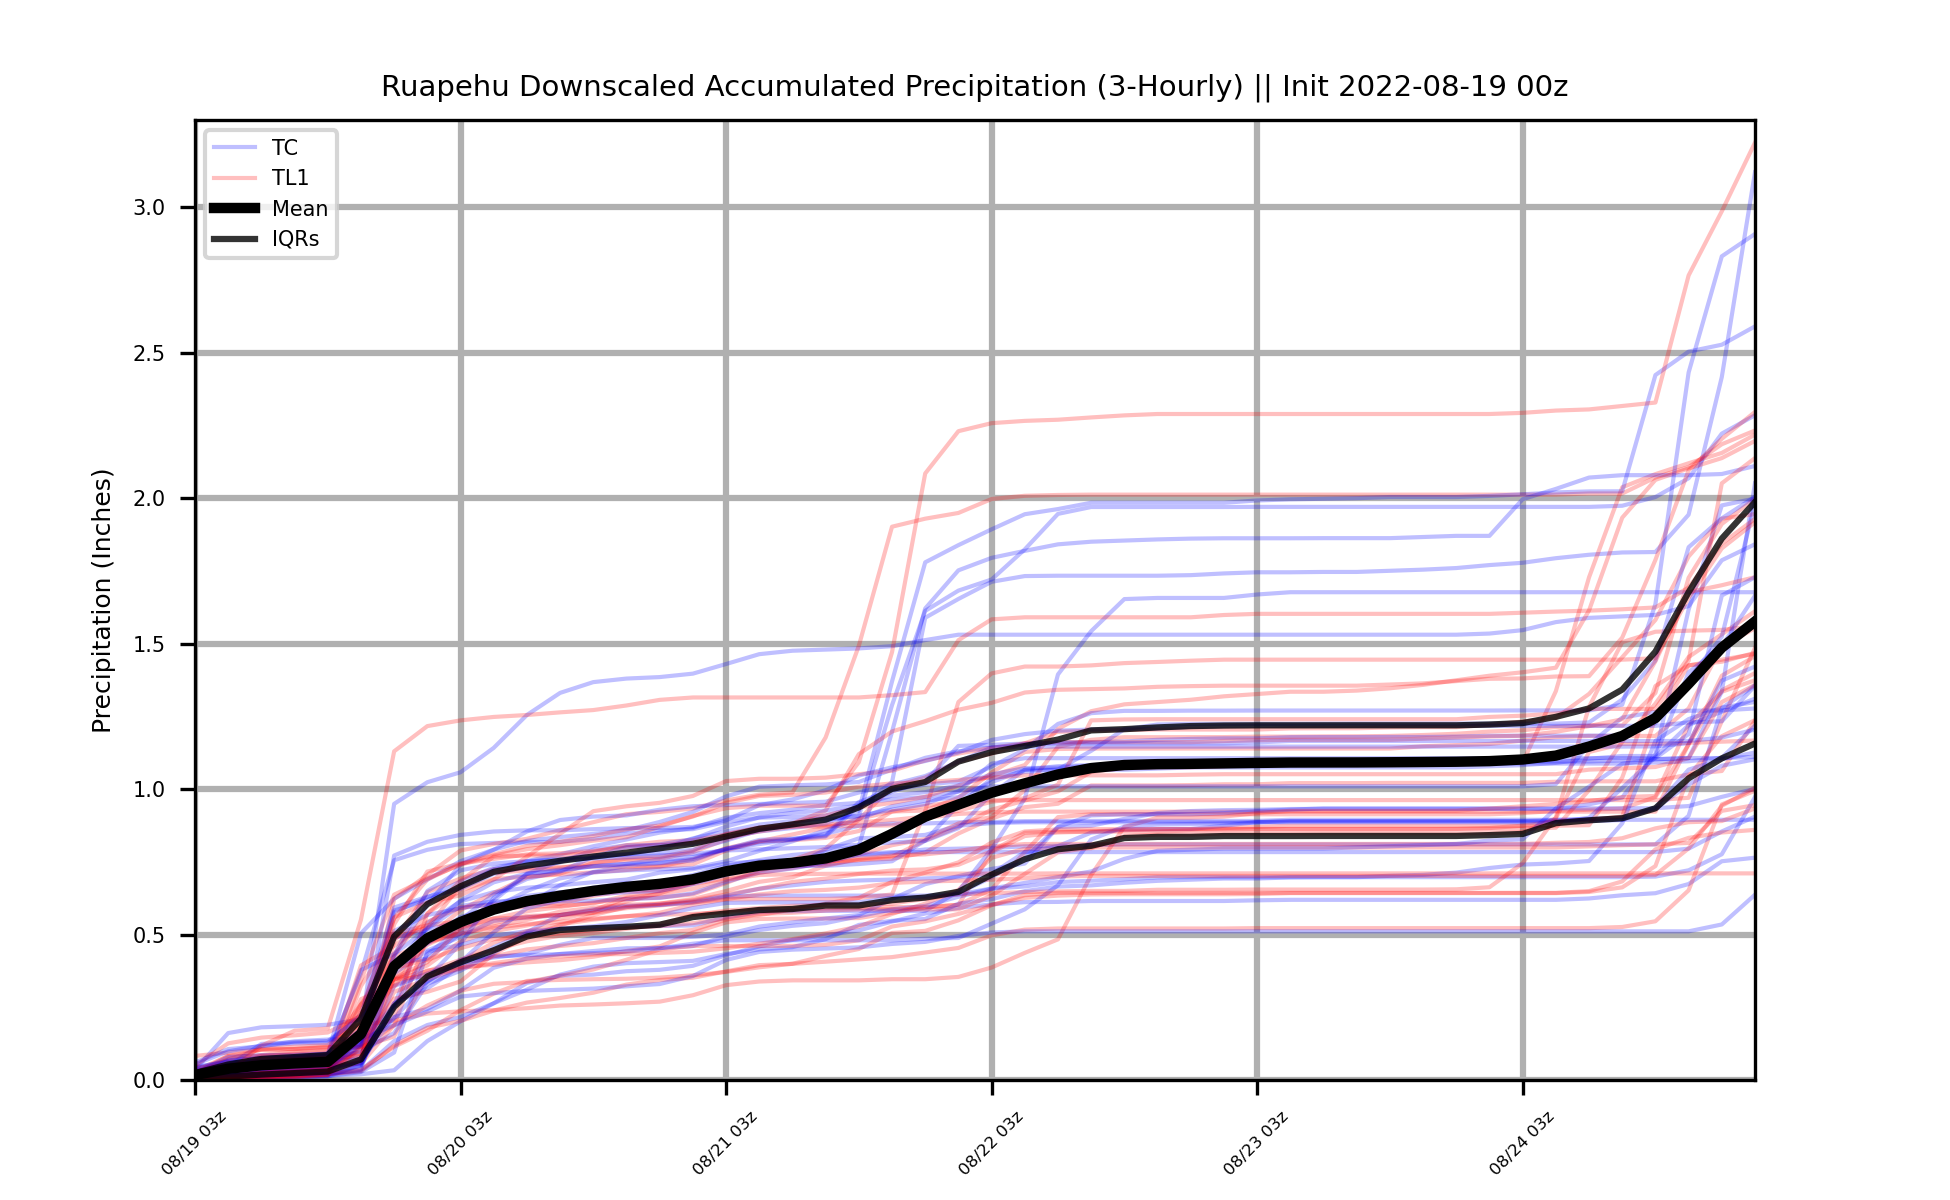 Ruapehu Downscaled Accumulated Precipitation (3-Hourly) || Init 2022-08-19 00z
TC
TL1
Mean
IQRs
Precipitation (Inches)
3.0
2.5
2.0
1.5
1.0
0.5
0.0
08/19 03z
08/20 03z
08/21 03z
08/22 03z
08/23 03z
08/24 03z